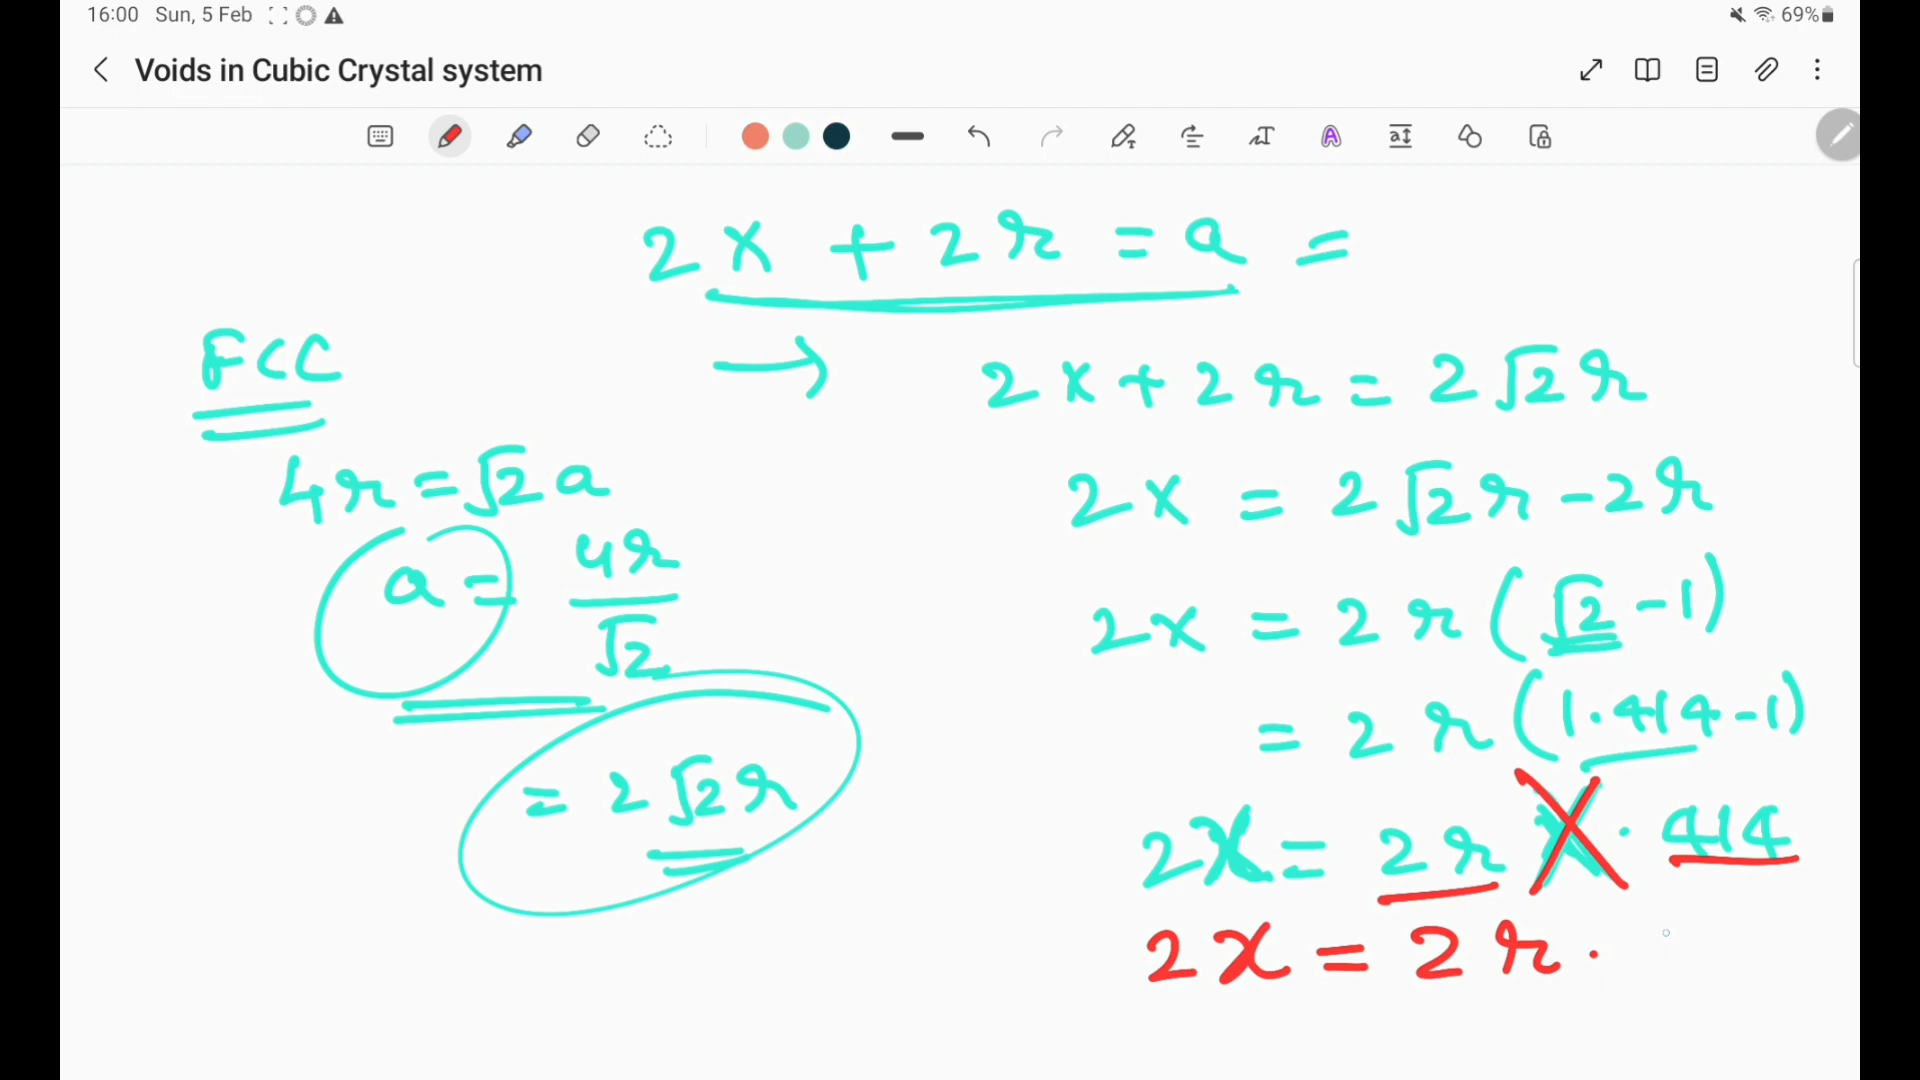 16:00 Sun, 5 Feb 69%
Voids in Cubic Crystal system
2x + 2r = a =
FCC
→ 2x + 2r = 2√2r
4r = √2a
2x = 2√2r - 2r
a = 4r/√2
2x = 2r(√2 - 1)
= 2r(1.414 - 1)
= 2√2r
2x = 2r × .414
2x = 2r.